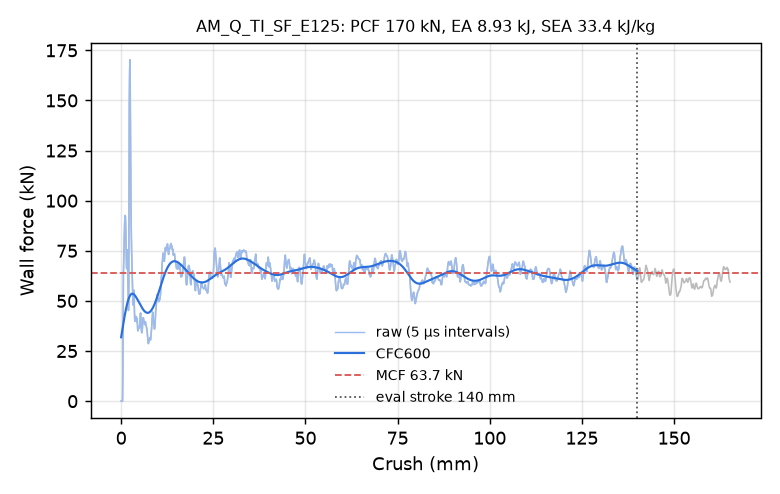 AM_Q_TI_SF_E125: PCF 170 kN, EA 8.93 kJ, SEA 33.4 kJ/kg
Wall force (kN)
175
150
125
100
75
50
25
0
raw (5 µs intervals)
CFC600
MCF 63.7 kN
eval stroke 140 mm
0 25 50 75 100 125 150
Crush (mm)